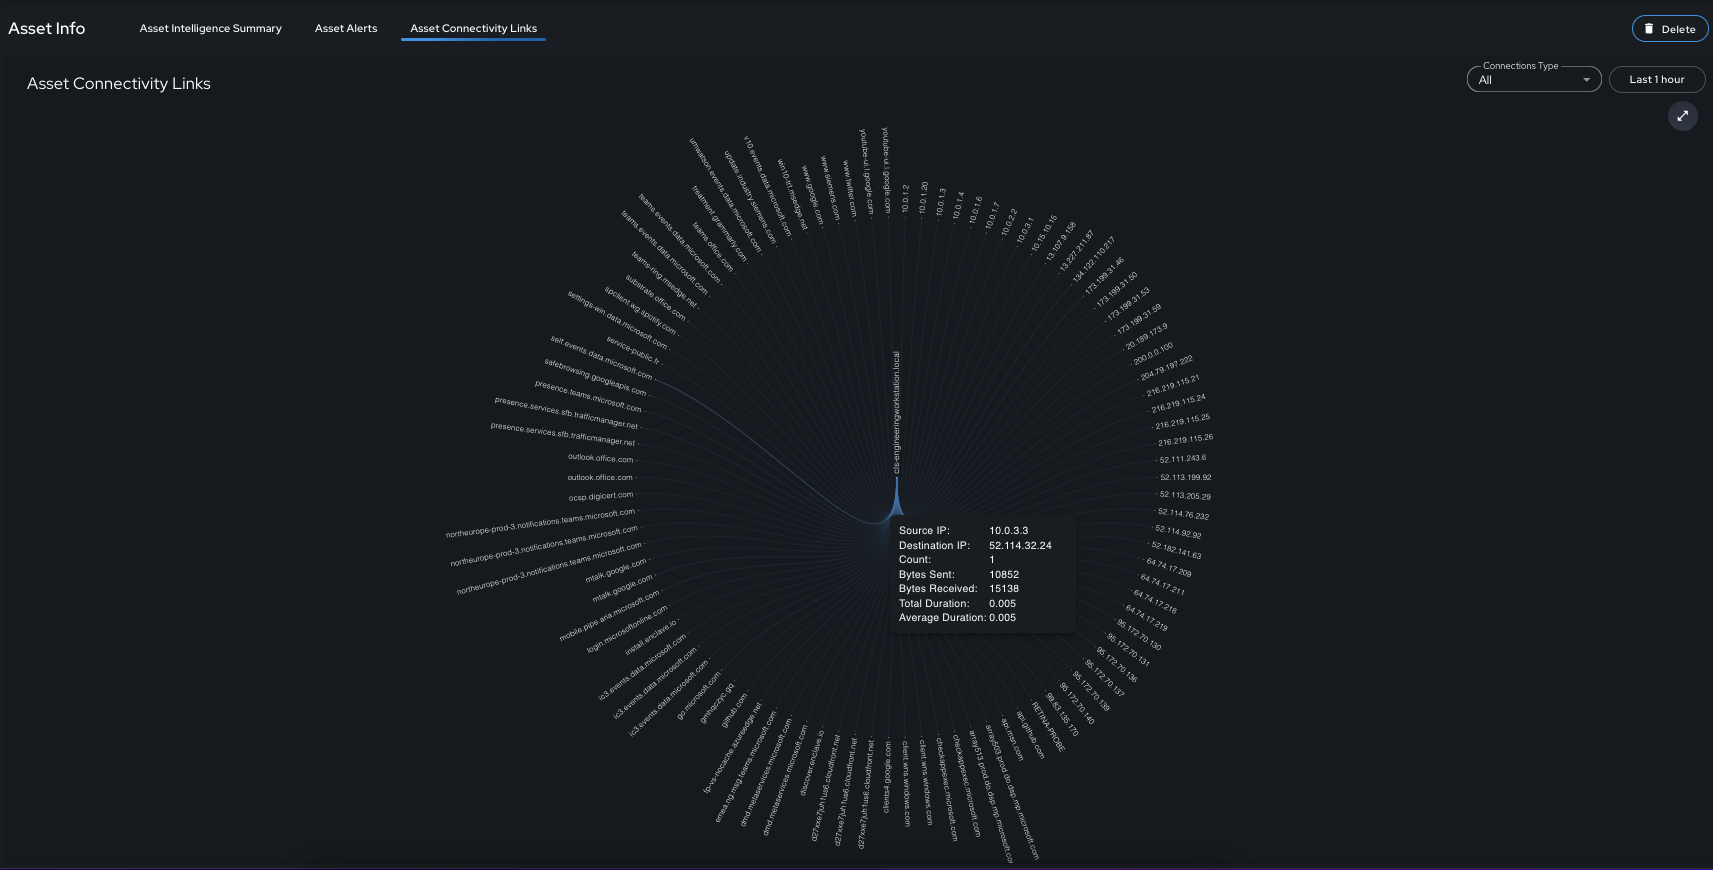 Asset Info
Asset Intelligence Summary
Asset Alerts
Asset Connectivity Links
Delete
Asset Connectivity Links
Connections Type
All
Last 1 hour
youtube-ui.l.google.com
youtube-ui.l.google.com
www.twitter.com
www.siemens.com
www.google.com
win10-trt.msedge.net
v10.events.data.microsoft.com
update.industry.siemens.com
umwatson.events.data.microsoft.com
treatment.grammarly.com
teams.office.com
teams.events.data.microsoft.com
teams.events.data.microsoft.com
teams-ring.msedge.net
substrate.office.com
spclient.wg.spotify.com
settings-win.data.microsoft.com
service-public.fr
self.events.data.microsoft.com
safebrowsing.googleapis.com
presence.teams.microsoft.com
presence.services.sfb.trafficmanager.net
presence.services.sfb.trafficmanager.net
outlook.office.com
outlook.office.com
ocsp.digicert.com
northeurope-prod-3.notifications.teams.microsoft.com
northeurope-prod-3.notifications.teams.microsoft.com
northeurope-prod-3.notifications.teams.microsoft.com
mtalk.google.com
mtalk.google.com
mobile.pipe.aria.microsoft.com
login.microsoftonline.com
install.enclave.io
ic3.events.data.microsoft.com
ic3.events.data.microsoft.com
ic3.events.data.microsoft.com
go.microsoft.com
github.com
fp-vs-nocache.azureedge.net
emea.ng.msg.teams.microsoft.com
dmd.metaservices.microsoft.com
dmd.metaservices.microsoft.com
discover.enclave.io
d27xxe7juh1us6.cloudfront.net
d27xxe7juh1us6.cloudfront.net
d27xxe7juh1us6.cloudfront.net
clients4.google.com
client.wns.windows.com
client.wns.windows.com
checkappexec.microsoft.com
checkappexec.microsoft.com
array513.prod.do.dsp.mp.microsoft.com
array503.prod.do.dsp.mp.microsoft.com
api.msn.com
api.github.com
RETINA-PROBE
99.83.135.170
95.172.70.140
95.172.70.139
95.172.70.137
95.172.70.136
95.172.70.131
95.172.70.130
64.74.17.219
64.74.17.218
64.74.17.211
64.74.17.209
52.182.141.63
52.114.92.92
52.114.76.232
52.113.205.29
52.113.199.92
52.111.243.6
216.219.115.26
216.219.115.25
216.219.115.24
216.219.115.21
204.79.197.222
200.0.0.100
20.189.173.9
173.199.31.59
173.199.31.53
173.199.31.50
173.199.31.46
134.122.110.217
13.227.211.87
13.107.9.158
10.15.10.15
10.0.3.1
10.0.2.2
10.0.1.7
10.0.1.6
10.0.1.4
10.0.1.3
10.0.1.20
10.0.1.2
cls-engineeringworkstation.local
Source IP: 10.0.3.3
Destination IP: 52.114.32.24
Count: 1
Bytes Sent: 10852
Bytes Received: 15138
Total Duration: 0.005
Average Duration: 0.005